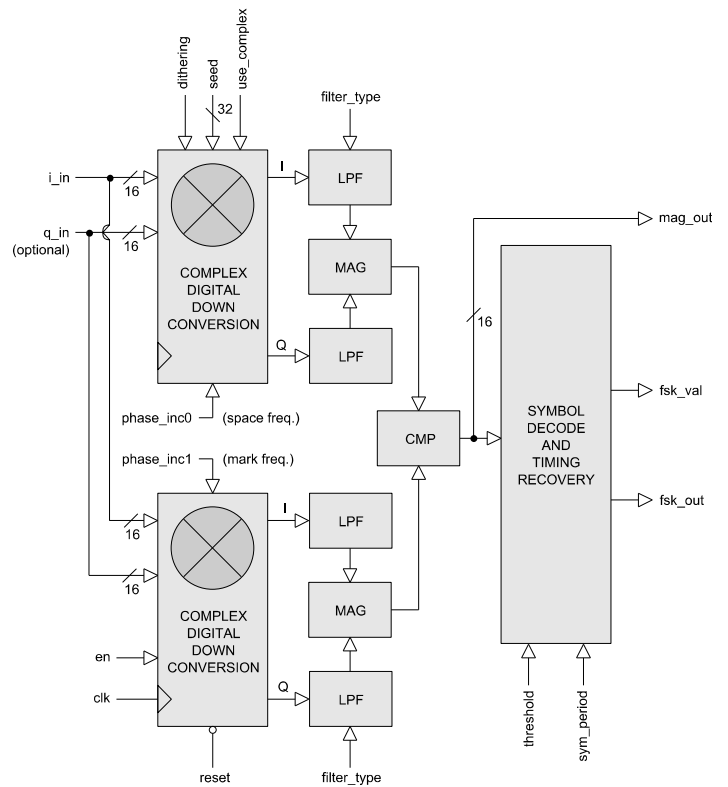 dithering
seed
use_complex
32
filter_type
i_in
16
I
LPF
q_in
(optional)
16
COMPLEX
DIGITAL
DOWN
CONVERSION
MAG
mag_out
Q
LPF
16
phase_inc0
(space freq.)
CMP
SYMBOL
DECODE
AND
TIMING
RECOVERY
fsk_val
phase_inc1
(mark freq.)
fsk_out
16
I
LPF
16
COMPLEX
DIGITAL
DOWN
CONVERSION
MAG
en
clk
Q
LPF
threshold
sym_period
reset
filter_type